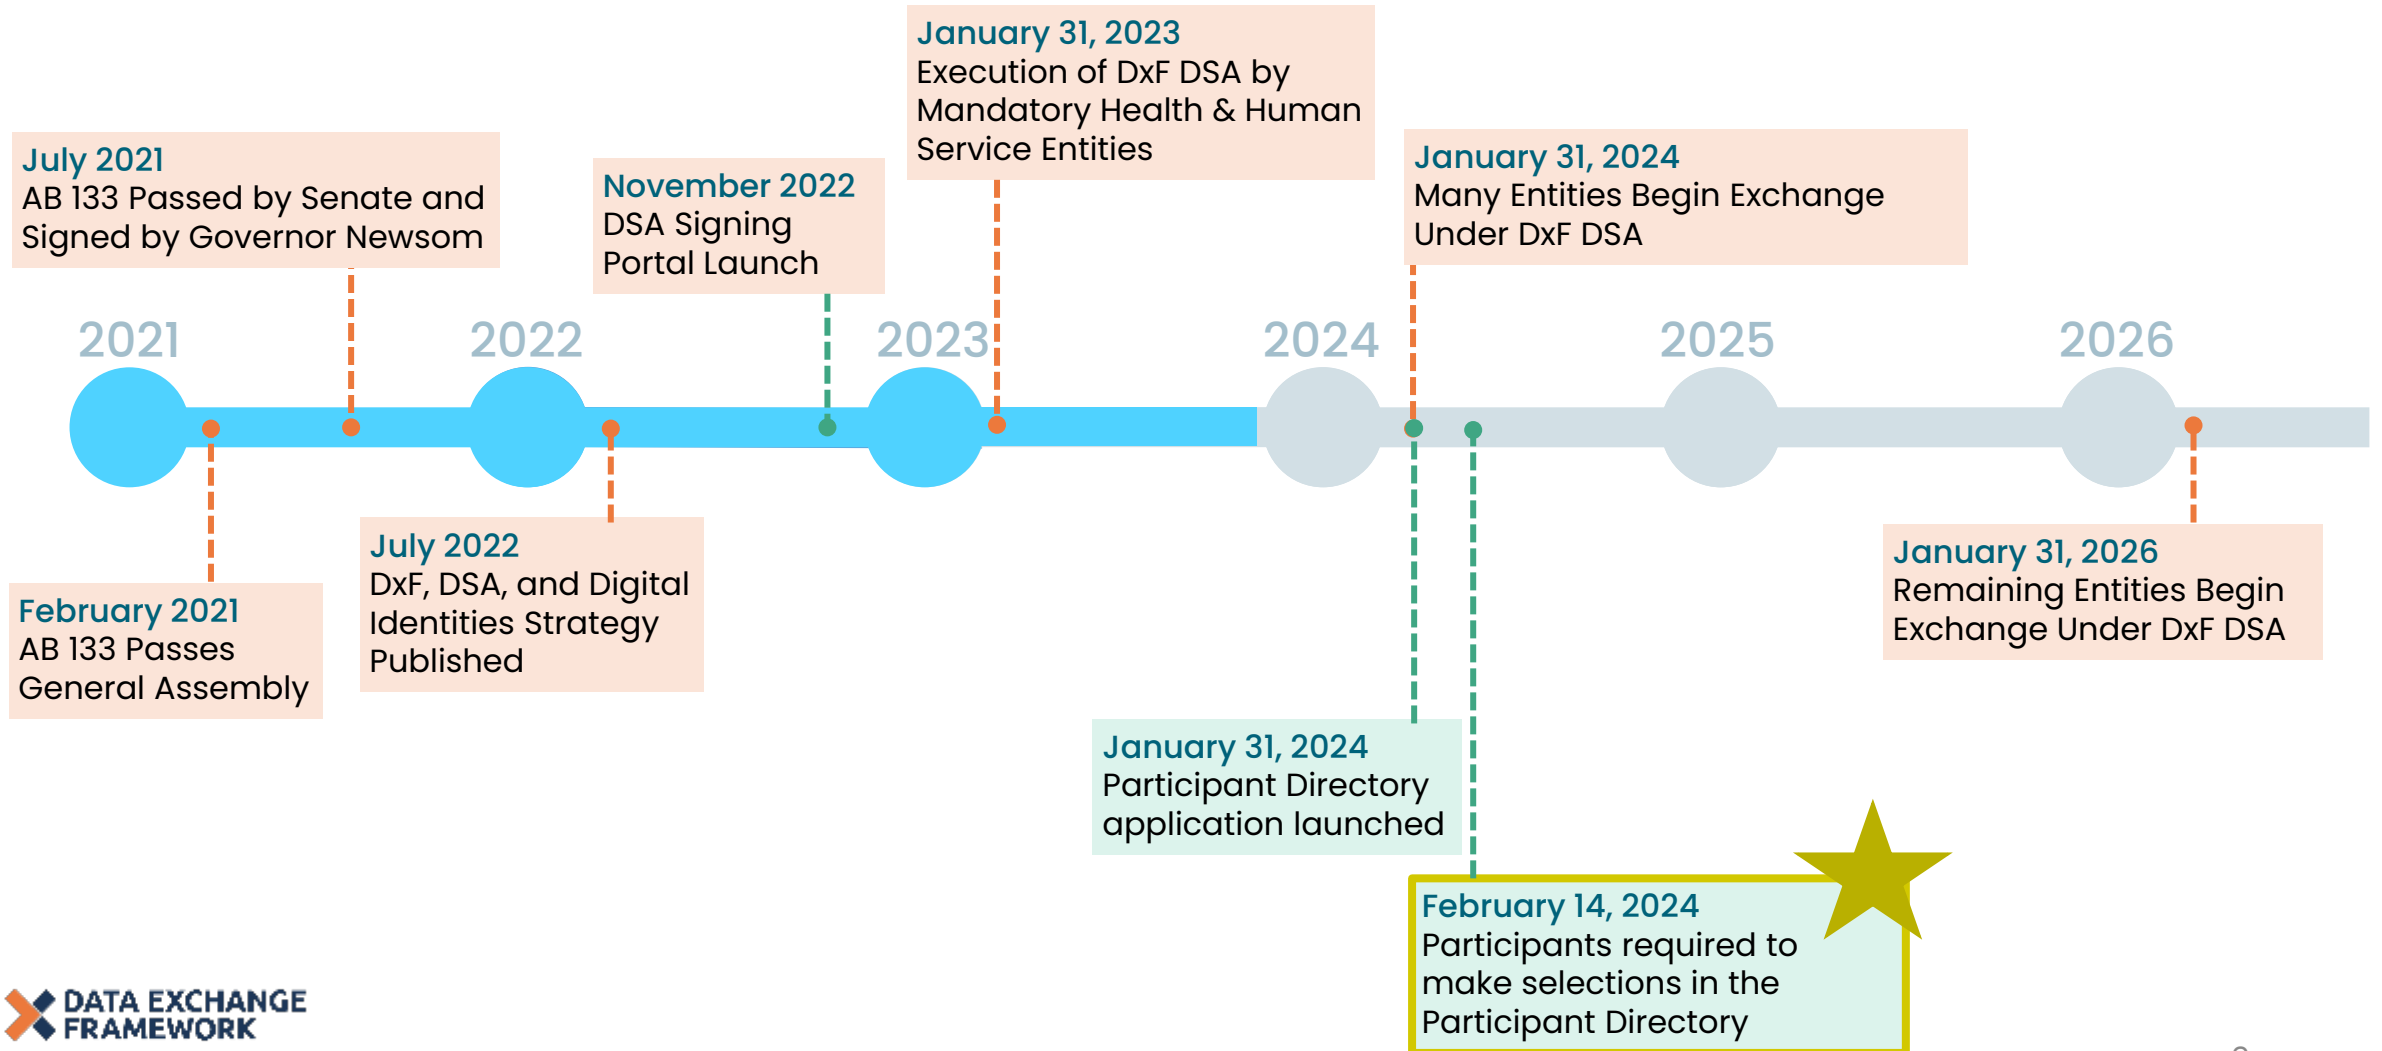 January 31, 2023
Execution of DxF DSA by
Mandatory Health & Human
Service Entities
July 2021
AB 133 Passed by Senate and
Signed by Governor Newsom
November 2022
DSA Signing
Portal Launch
January 31, 2024
Many Entities Begin Exchange
Under DxF DSA
2021
2022
2023
2024
2025
2026
February 2021
AB 133 Passes
General Assembly
July 2022
DxF, DSA, and Digital
Identities Strategy
Published
January 31, 2026
Remaining Entities Begin
Exchange Under DxF DSA
January 31, 2024
Participant Directory
application launched
February 14, 2024
Participants required to
make selections in the
Participant Directory
DATA EXCHANGE
FRAMEWORK